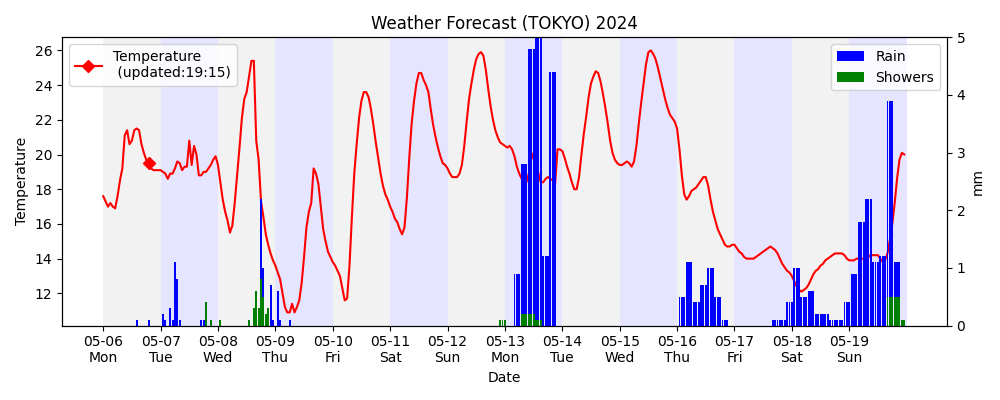 Weather Forecast (TOKYO) 2024
Temperature
(updated:19:15)
Rain
Showers
Temperature
26
24
22
20
18
16
14
12
5
4
3
2
1
0
mm
05-06 05-07 05-08 05-09 05-10 05-11 05-12 05-13 05-14 05-15 05-16 05-17 05-18 05-19
Mon Tue Wed Thu Fri Sat Sun Mon Tue Wed Thu Fri Sat Sun
Date